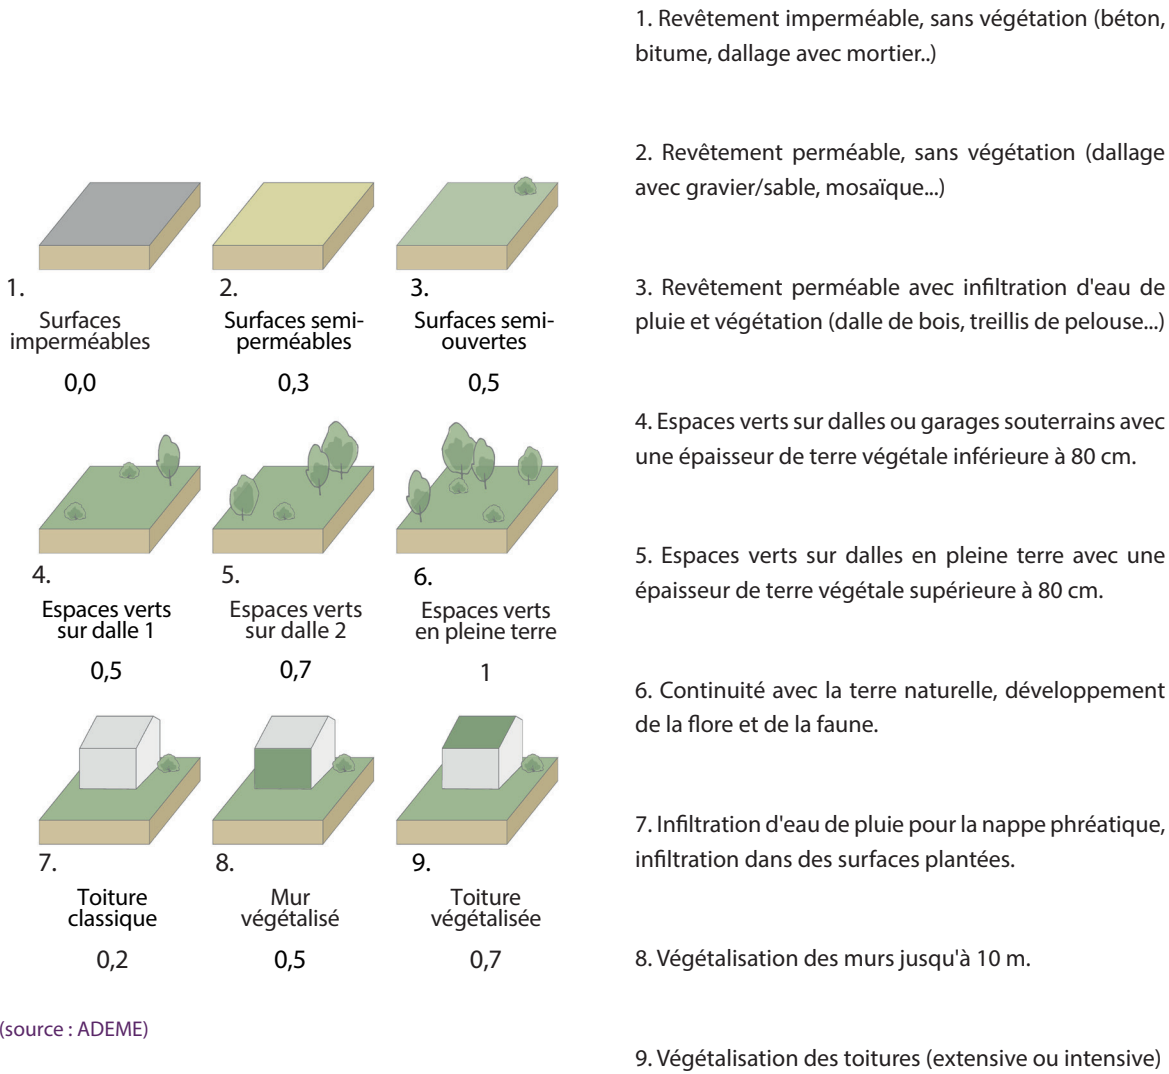 1. Revêtement imperméable, sans végétation (béton,
bitume, dallage avec mortier..)
2. Revêtement perméable, sans végétation (dallage
avec gravier/sable, mosaïque...)
3. Revêtement perméable avec infiltration d'eau de
pluie et végétation (dalle de bois, treillis de pelouse...)
4. Espaces verts sur dalles ou garages souterrains avec
une épaisseur de terre végétale inférieure à 80 cm.
5. Espaces verts sur dalles en pleine terre avec une
épaisseur de terre végétale supérieure à 80 cm.
6. Continuité avec la terre naturelle, développement
de la flore et de la faune.
7. Infiltration d'eau de pluie pour la nappe phréatique,
infiltration dans des surfaces plantées.
8. Végétalisation des murs jusqu'à 10 m.
9. Végétalisation des toitures (extensive ou intensive)
1.
Surfaces
imperméables
0,0
2.
Surfaces semi-
perméables
0,3
3.
Surfaces semi-
ouvertes
0,5
4.
Espaces verts
sur dalle 1
0,5
5.
Espaces verts
sur dalle 2
0,7
6.
Espaces verts
en pleine terre
1
7.
Toiture
classique
0,2
8.
Mur
végétalisé
0,5
9.
Toiture
végétalisée
0,7
(source : ADEME)